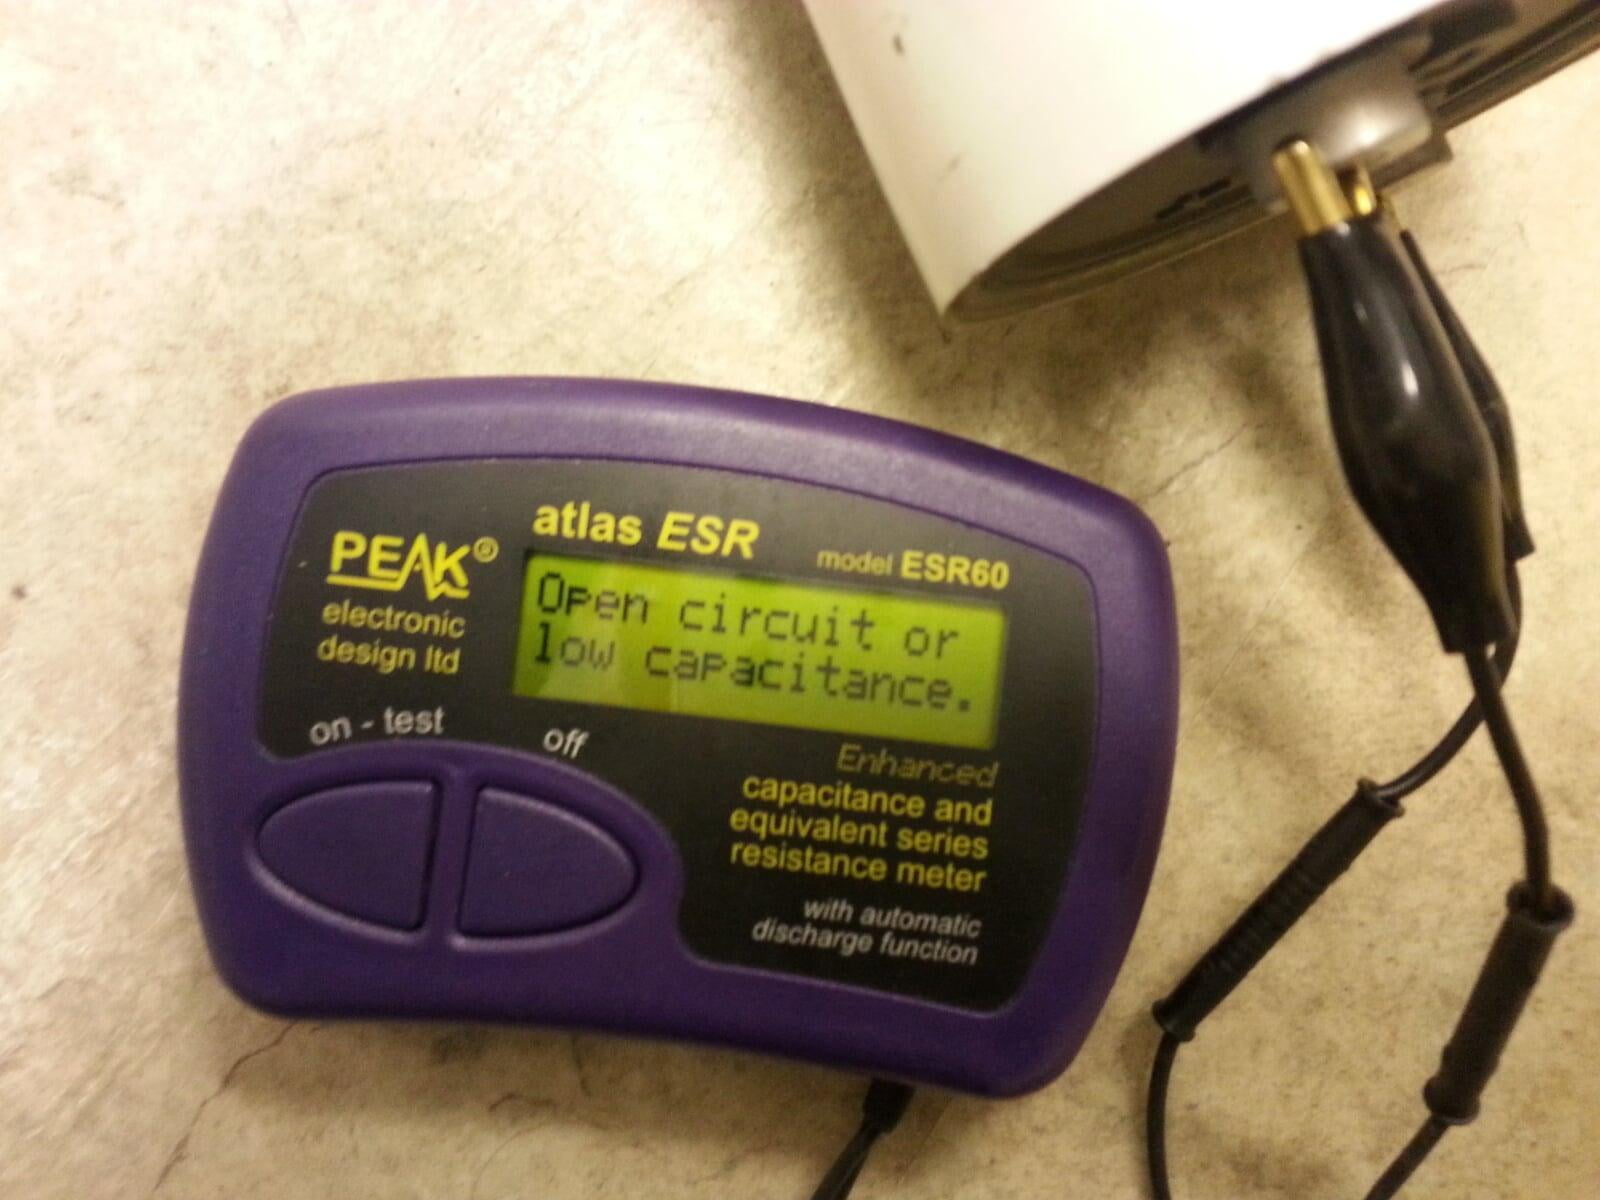 atlas ESR
model ESR60
PEAK®
electronic
design ltd
Open circuit or
low capacitance.
on - test
off
Enhanced
capacitance and
equivalent series
resistance meter
with automatic
discharge function